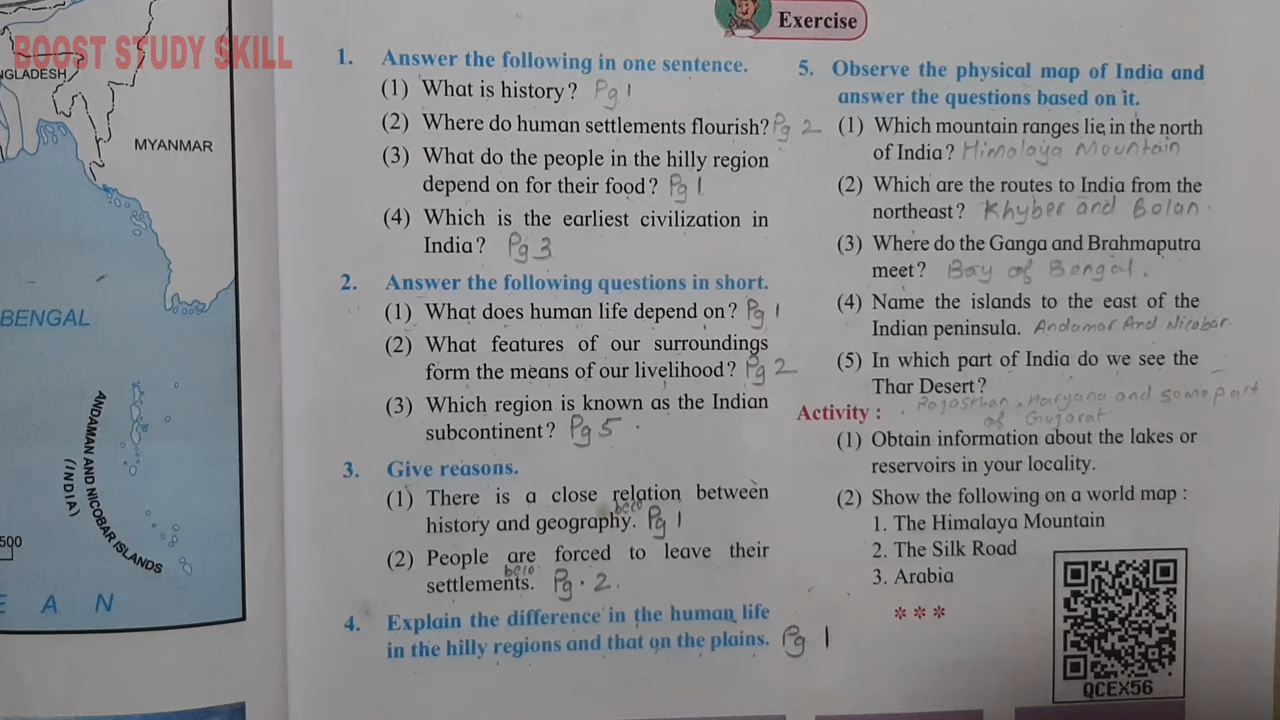 BOOST STUDY SKILL
NGLADESH
MYANMAR
BENGAL
ANDAMAN AND NICOBAR ISLANDS
(INDIA)
500
E A N
Exercise
1. Answer the following in one sentence.
(1) What is history? Pg 1
(2) Where do human settlements flourish? Pg 2
(3) What do the people in the hilly region
depend on for their food? Pg 1
(4) Which is the earliest civilization in
India? Pg 3
2. Answer the following questions in short.
(1) What does human life depend on? Pg 1
(2) What features of our surroundings
form the means of our livelihood? Pg 2
(3) Which region is known as the Indian
subcontinent? Pg 5
3. Give reasons.
(1) There is a close relation between
beco
history and geography. Pg 1
(2) People are forced to leave their
beco
settlements. Pg. 2.
4. Explain the difference in the human life
in the hilly regions and that on the plains. Pg 1
5. Observe the physical map of India and
answer the questions based on it.
(1) Which mountain ranges lie in the north
of India? Himalaya Mountain
(2) Which are the routes to India from the
northeast? Khyber and Bolan.
(3) Where do the Ganga and Brahmaputra
meet? Bay of Bengal.
(4) Name the islands to the east of the
Indian peninsula. Andaman And Nicobar.
(5) In which part of India do we see the
Thar Desert?
Rajasthan, Haryana and some part
of Gujarat.
Activity :
(1) Obtain information about the lakes or
reservoirs in your locality.
(2) Show the following on a world map :
1. The Himalaya Mountain
2. The Silk Road
3. Arabia
***
QCEX56